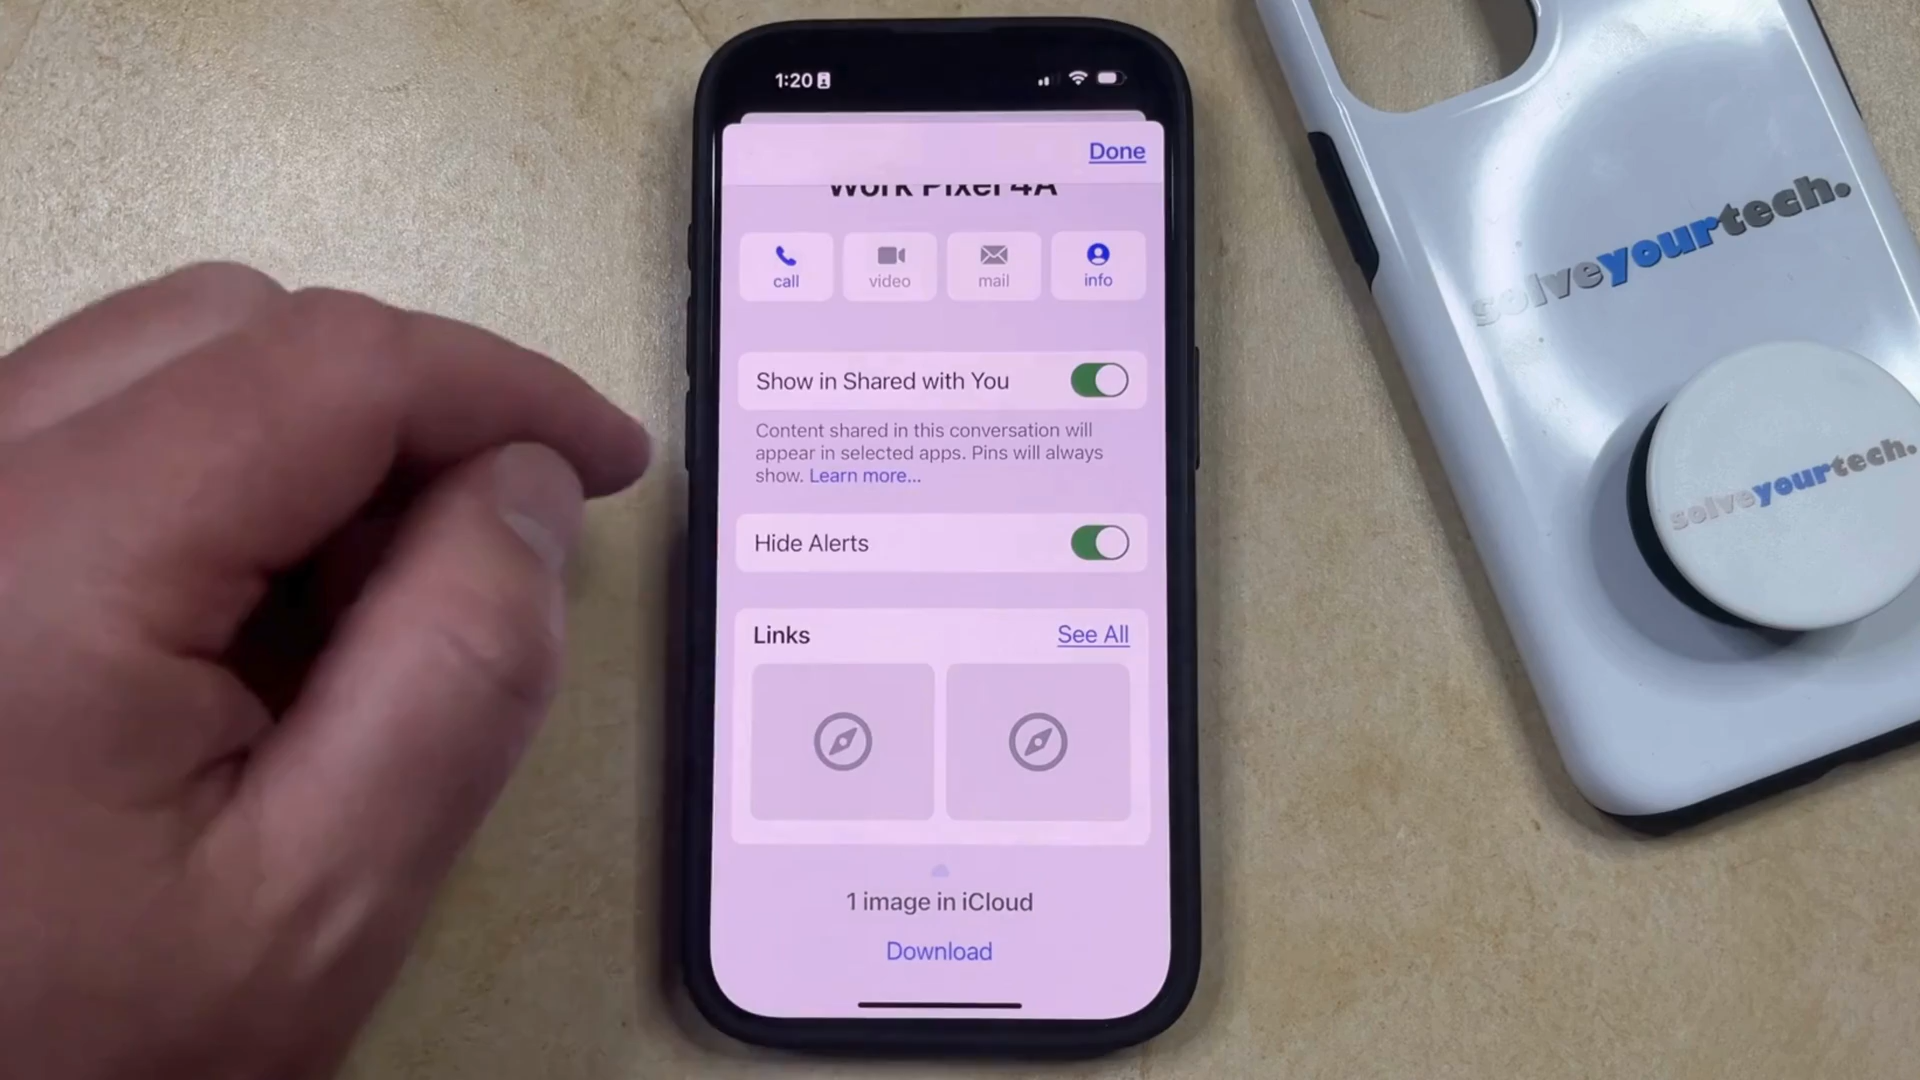 1:20
Done
Work Pixel 4A
call
video
mail
info
Show in Shared with You
Content shared in this conversation will
appear in selected apps. Pins will always
show. Learn more...
Hide Alerts
Links
See All
1 image in iCloud
Download
solveyourtech.
solveyourtech.